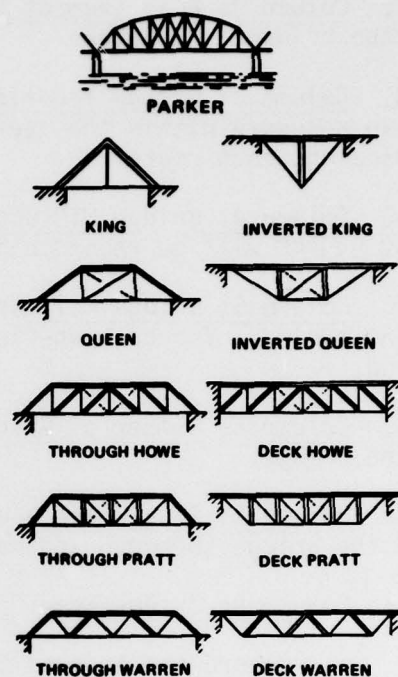 PARKER
KING
INVERTED KING
QUEEN
INVERTED QUEEN
THROUGH HOWE
DECK HOWE
THROUGH PRATT
DECK PRATT
THROUGH WARREN
DECK WARREN